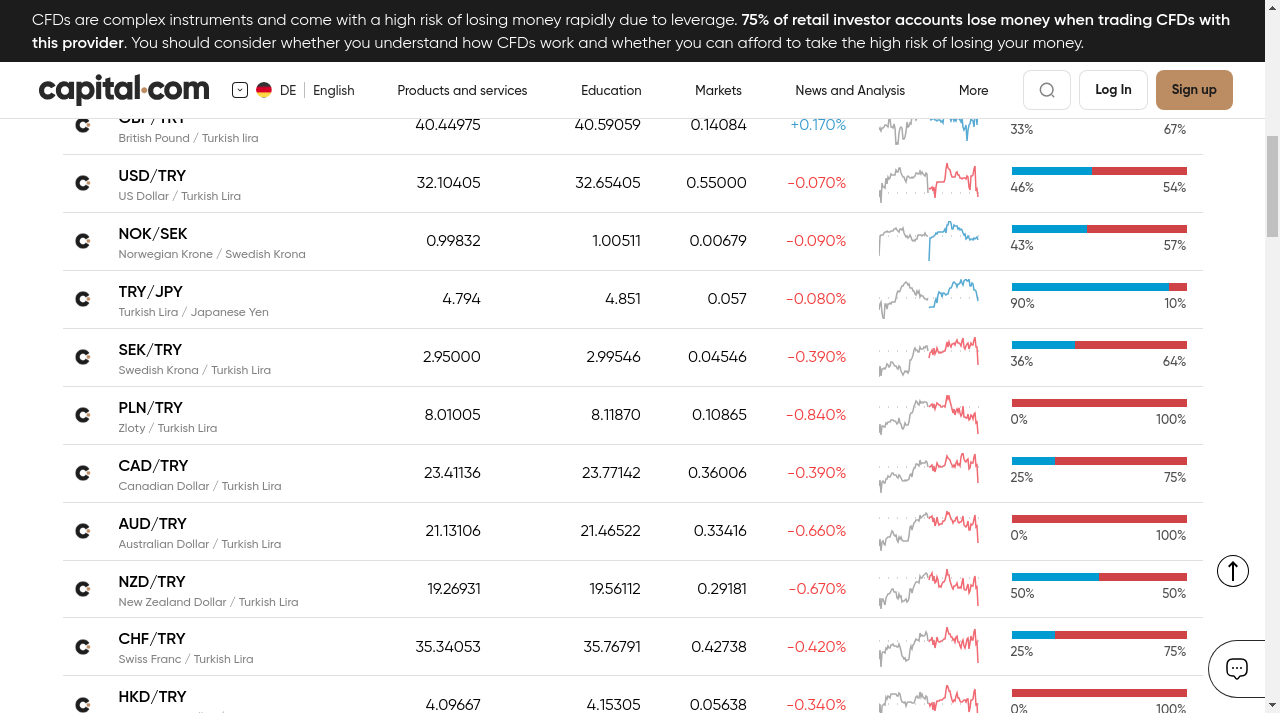 CFDs are complex instruments and come with a high risk of losing money rapidly due to leverage. 75% of retail investor accounts lose money when trading CFDs with
this provider. You should consider whether you understand how CFDs work and whether you can afford to take the high risk of losing your money.
capital.com DE English Products and services Education Markets News and Analysis More Log In Sign up
GBP/TRY 40.44975 40.59059 0.14084 +0.170% 33% 67%
British Pound / Turkish lira
USD/TRY 32.10405 32.65405 0.55000 -0.070% 46% 54%
US Dollar / Turkish Lira
NOK/SEK 0.99832 1.00511 0.00679 -0.090% 43% 57%
Norwegian Krone / Swedish Krona
TRY/JPY 4.794 4.851 0.057 -0.080% 90% 10%
Turkish Lira / Japanese Yen
SEK/TRY 2.95000 2.99546 0.04546 -0.390% 36% 64%
Swedish Krona / Turkish Lira
PLN/TRY 8.01005 8.11870 0.10865 -0.840% 0% 100%
Zloty / Turkish Lira
CAD/TRY 23.41136 23.77142 0.36006 -0.390% 25% 75%
Canadian Dollar / Turkish Lira
AUD/TRY 21.13106 21.46522 0.33416 -0.660% 0% 100%
Australian Dollar / Turkish Lira
NZD/TRY 19.26931 19.56112 0.29181 -0.670% 50% 50%
New Zealand Dollar / Turkish Lira
CHF/TRY 35.34053 35.76791 0.42738 -0.420% 25% 75%
Swiss Franc / Turkish Lira
HKD/TRY 4.09667 4.15305 0.05638 -0.340% 0% 100%